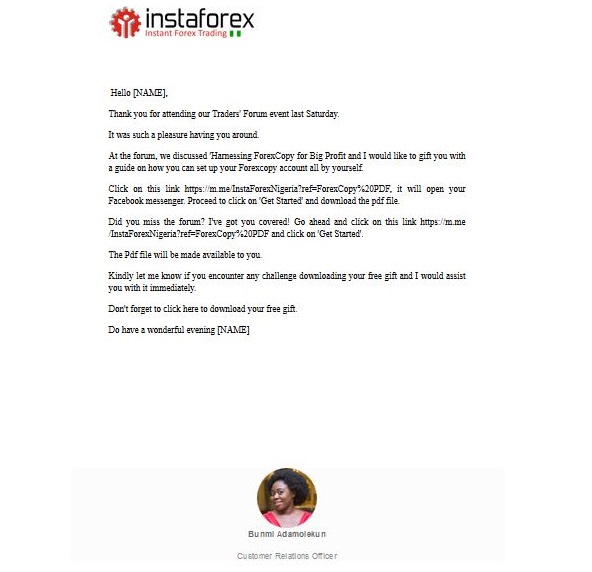 instaforex
Instant Forex Trading
Hello [NAME],
Thank you for attending our Traders' Forum event last Saturday.
It was such a pleasure having you around.
At the forum, we discussed 'Harnessing ForexCopy for Big Profit and I would like to gift you with
a guide on how you can set up your Forexcopy account all by yourself.
Click on this link https://m.me/InstaForexNigeria?ref=ForexCopy%20PDF, it will open your
Facebook messenger. Proceed to click on 'Get Started' and download the pdf file.
Did you miss the forum? I've got you covered! Go ahead and click on this link https://m.me
/InstaForexNigeria?ref=ForexCopy%20PDF and click on 'Get Started'.
The Pdf file will be made available to you.
Kindly let me know if you encounter any challenge downloading your free gift and I would assist
you with it immediately.
Don't forget to click here to download your free gift.
Do have a wonderful evening [NAME]
Bunmi Adamolekun
Customer Relations Officer